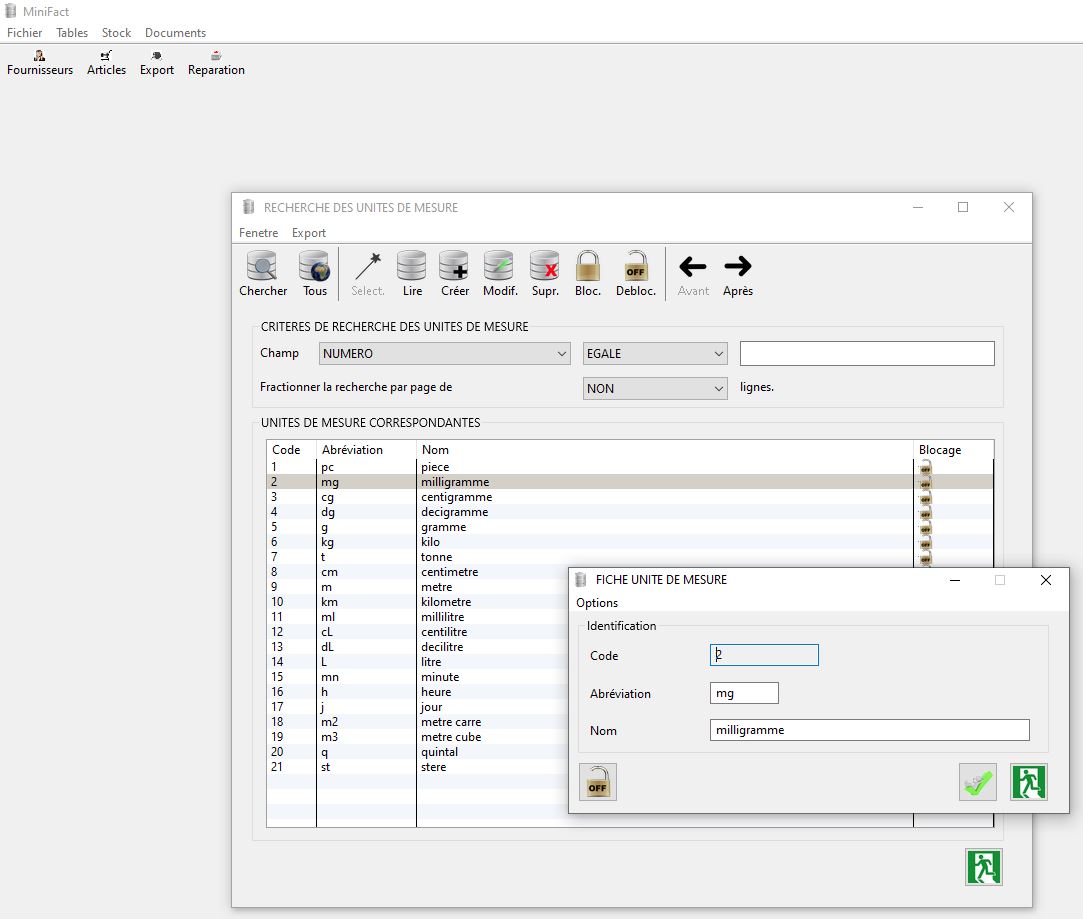 MiniFact
Fichier Tables Stock Documents
Fournisseurs Articles Export Reparation
RECHERCHE DES UNITES DE MESURE
Fenetre Export
OFF
Chercher Tous Select. Lire Créer Modif. Supr. Bloc. Debloc. Avant Après
CRITERES DE RECHERCHE DES UNITES DE MESURE
Champ NUMERO EGALE
Fractionner la recherche par page de NON lignes.
UNITES DE MESURE CORRESPONDANTES
Code Abréviation Nom Blocage
1 pc piece OFF
2 mg milligramme OFF
3 cg centigramme OFF
4 dg decigramme OFF
5 g gramme OFF
6 kg kilo OFF
7 t tonne OFF
8 cm centimetre
9 m metre
10 km kilometre
11 ml millilitre
12 cL centilitre
13 dL decilitre
14 L litre
15 mn minute
16 h heure
17 j jour
18 m2 metre carre
19 m3 metre cube
20 q quintal
21 st stere
FICHE UNITE DE MESURE
Options
Identification
Code 2
Abréviation mg
Nom milligramme
OFF